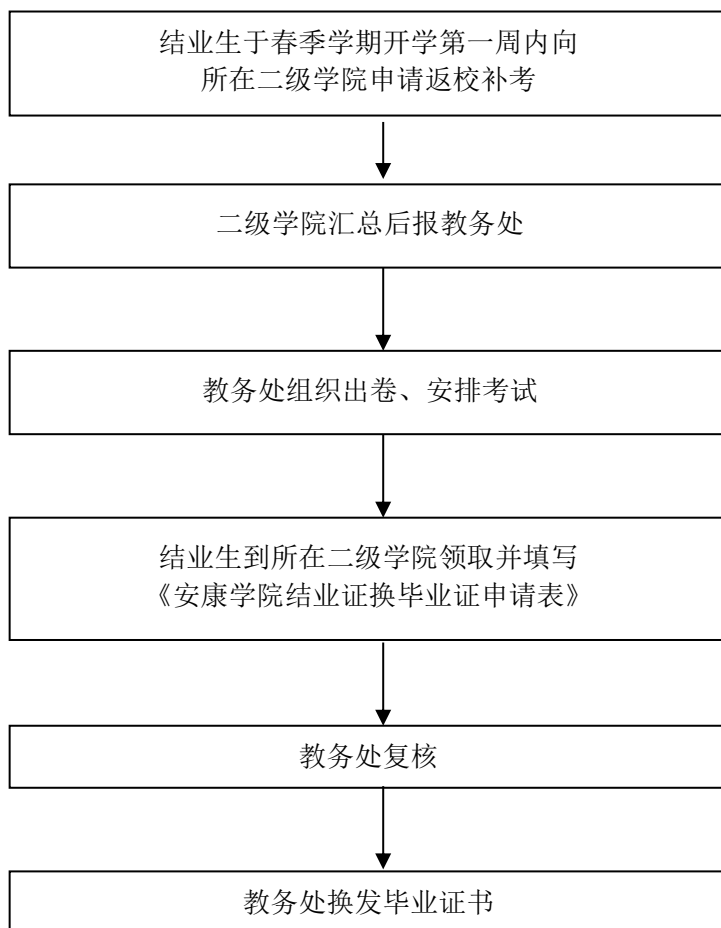 结业生于春季学期开学第一周内向
所在二级学院申请返校补考
二级学院汇总后报教务处
教务处组织出卷、安排考试
结业生到所在二级学院领取并填写
《安康学院结业证换毕业证申请表》
教务处复核
教务处换发毕业证书